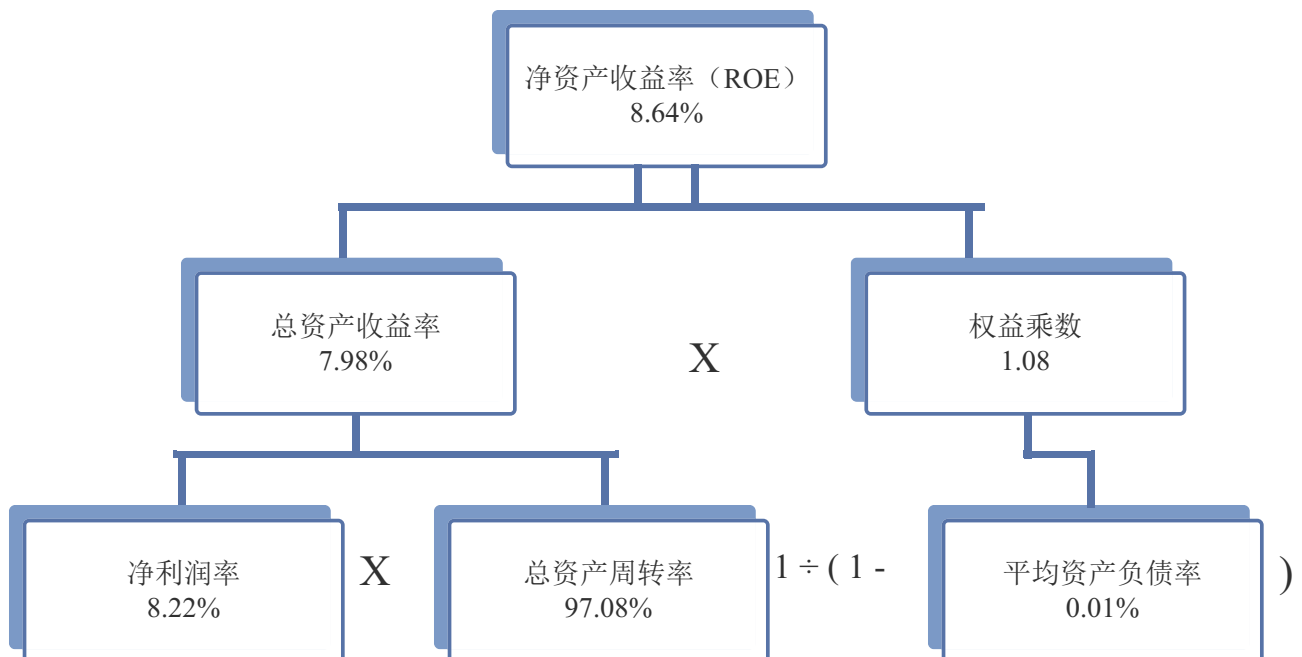 净资产收益率（ROE）
8.64%
总资产收益率
7.98%
X
权益乘数
1.08
净利润率
8.22%
X
总资产周转率
97.08%
1 ÷ ( 1 -
平均资产负债率
0.01%
)